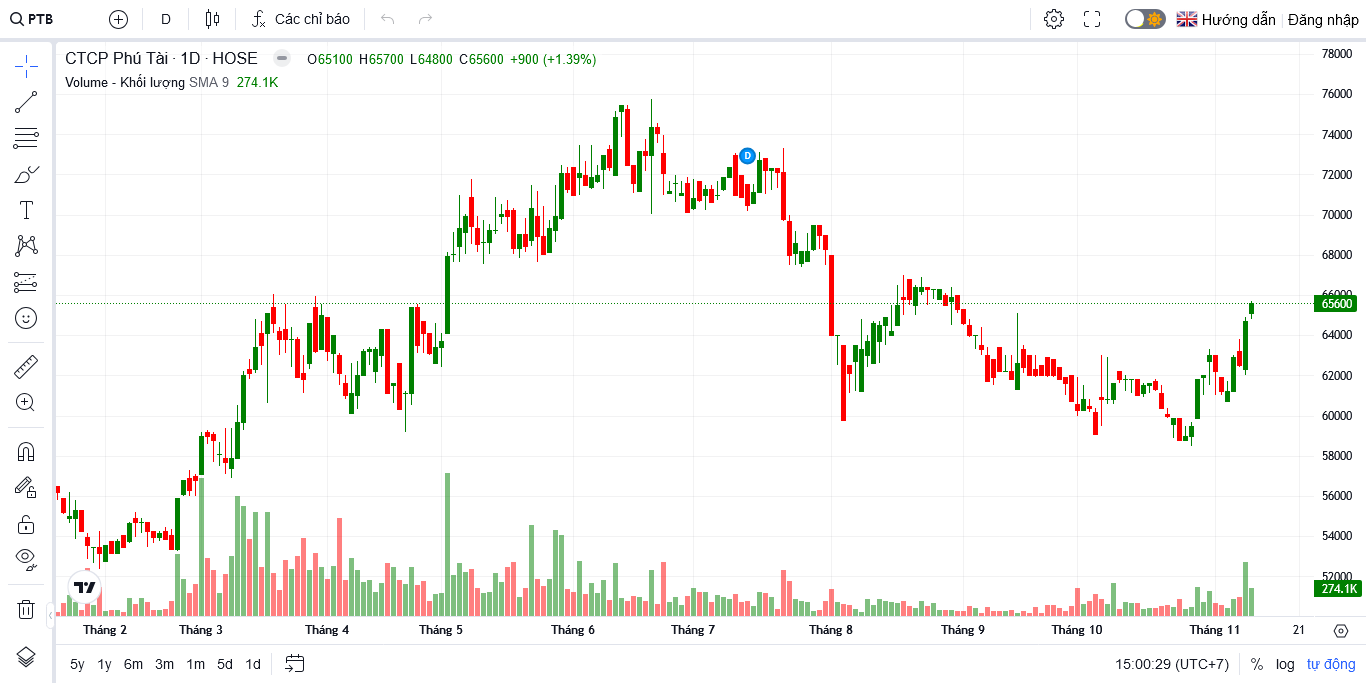 PTB D Các chỉ báo Hướng dẫn Đăng nhập
CTCP Phú Tài · 1D · HOSE O65100 H65700 L64800 C65600 +900 (+1.39%)
Volume - Khối lượng SMA 9 274.1K
D
78000
76000
74000
72000
70000
68000
66000
65600
64000
62000
60000
58000
56000
54000
52000
274.1K
Tháng 2 Tháng 3 Tháng 4 Tháng 5 Tháng 6 Tháng 7 Tháng 8 Tháng 9 Tháng 10 Tháng 11 21
5y 1y 6m 3m 1m 5d 1d 15:00:29 (UTC+7) % log tự động